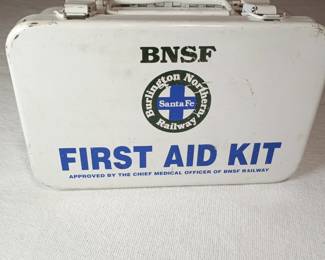 BNSF
Burlington Northern
Santa Fe
Railway
FIRST AID KIT
APPROVED BY THE CHIEF MEDICAL OFFICER OF BNSF RAILWAY